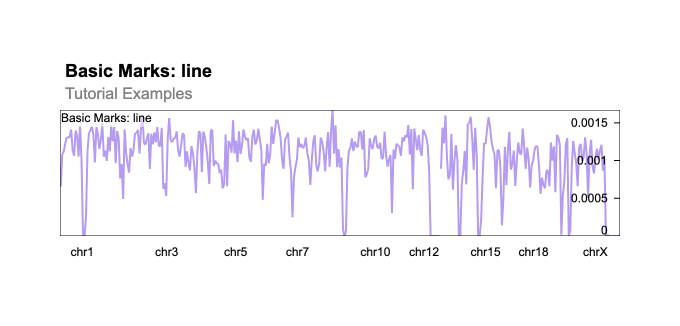 Basic Marks: line
Tutorial Examples
Basic Marks: line
0.0015
0.001
0.0005
0
chr1 chr3 chr5 chr7 chr10 chr12 chr15 chr18 chrX